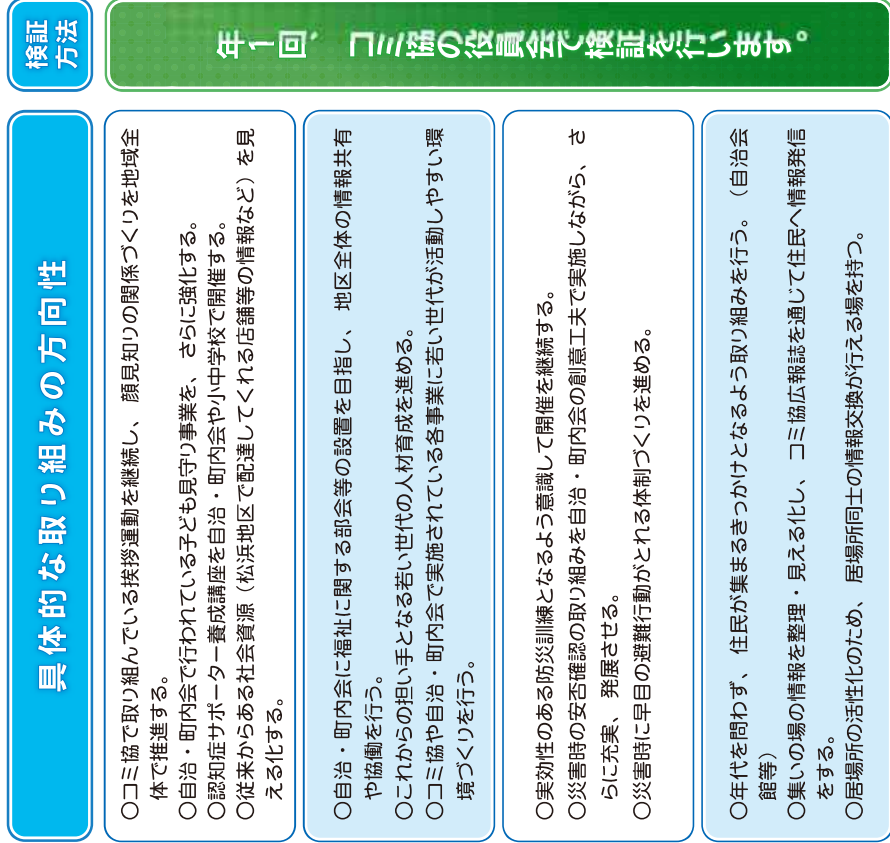 具体的な取り組みの方向性
検証
方法
○コミ協で取り組んでいる挨拶運動を継続し、顔見知りの関係づくりを地域全
体で推進する。
○自治・町内会で行われている子ども見守り事業を、さらに強化する。
○認知症サポーター養成講座を自治・町内会や小中学校で開催する。
○従来からある社会資源（松浜地区で配達してくれる店舗等の情報など）を見
える化する。
○自治・町内会に福祉に関する部会等の設置を目指し、地区全体の情報共有
や協働を行う。
○これからの担い手となる若い世代の人材育成を進める。
○コミ協や自治・町内会で実施されている各事業に若い世代が活動しやすい環
境づくりを行う。
○実効性のある防災訓練となるよう意識して開催を継続する。
○災害時の安否確認の取り組みを自治・町内会の創意工夫で実施しながら、さ
らに充実、発展させる。
○災害時に早目の避難行動がとれる体制づくりを進める。
○年代を問わず、住民が集まるきっかけとなるよう取り組みを行う。（自治会
館等）
○集いの場の情報を整理・見える化し、コミ協広報誌を通じて住民へ情報発信
をする。
○居場所の活性化のため、居場所同士の情報交換が行える場を持つ。
年1回、コミ協の役員会で検証を行います。